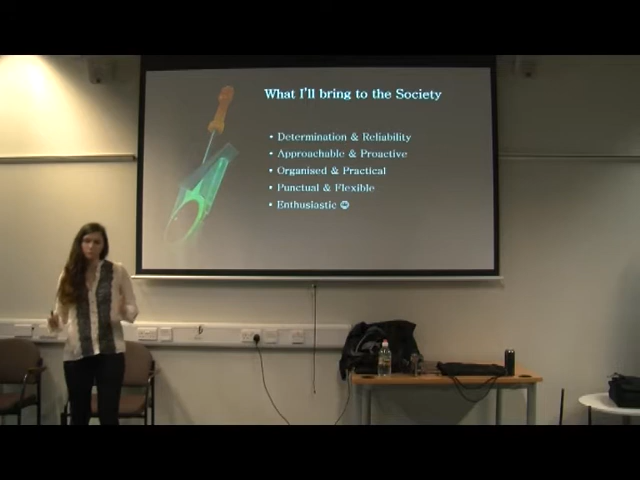 What I'll bring to the Society
• Determination & Reliability
• Approachable & Proactive
• Organised & Practical
• Punctual & Flexible
• Enthusiastic ☺